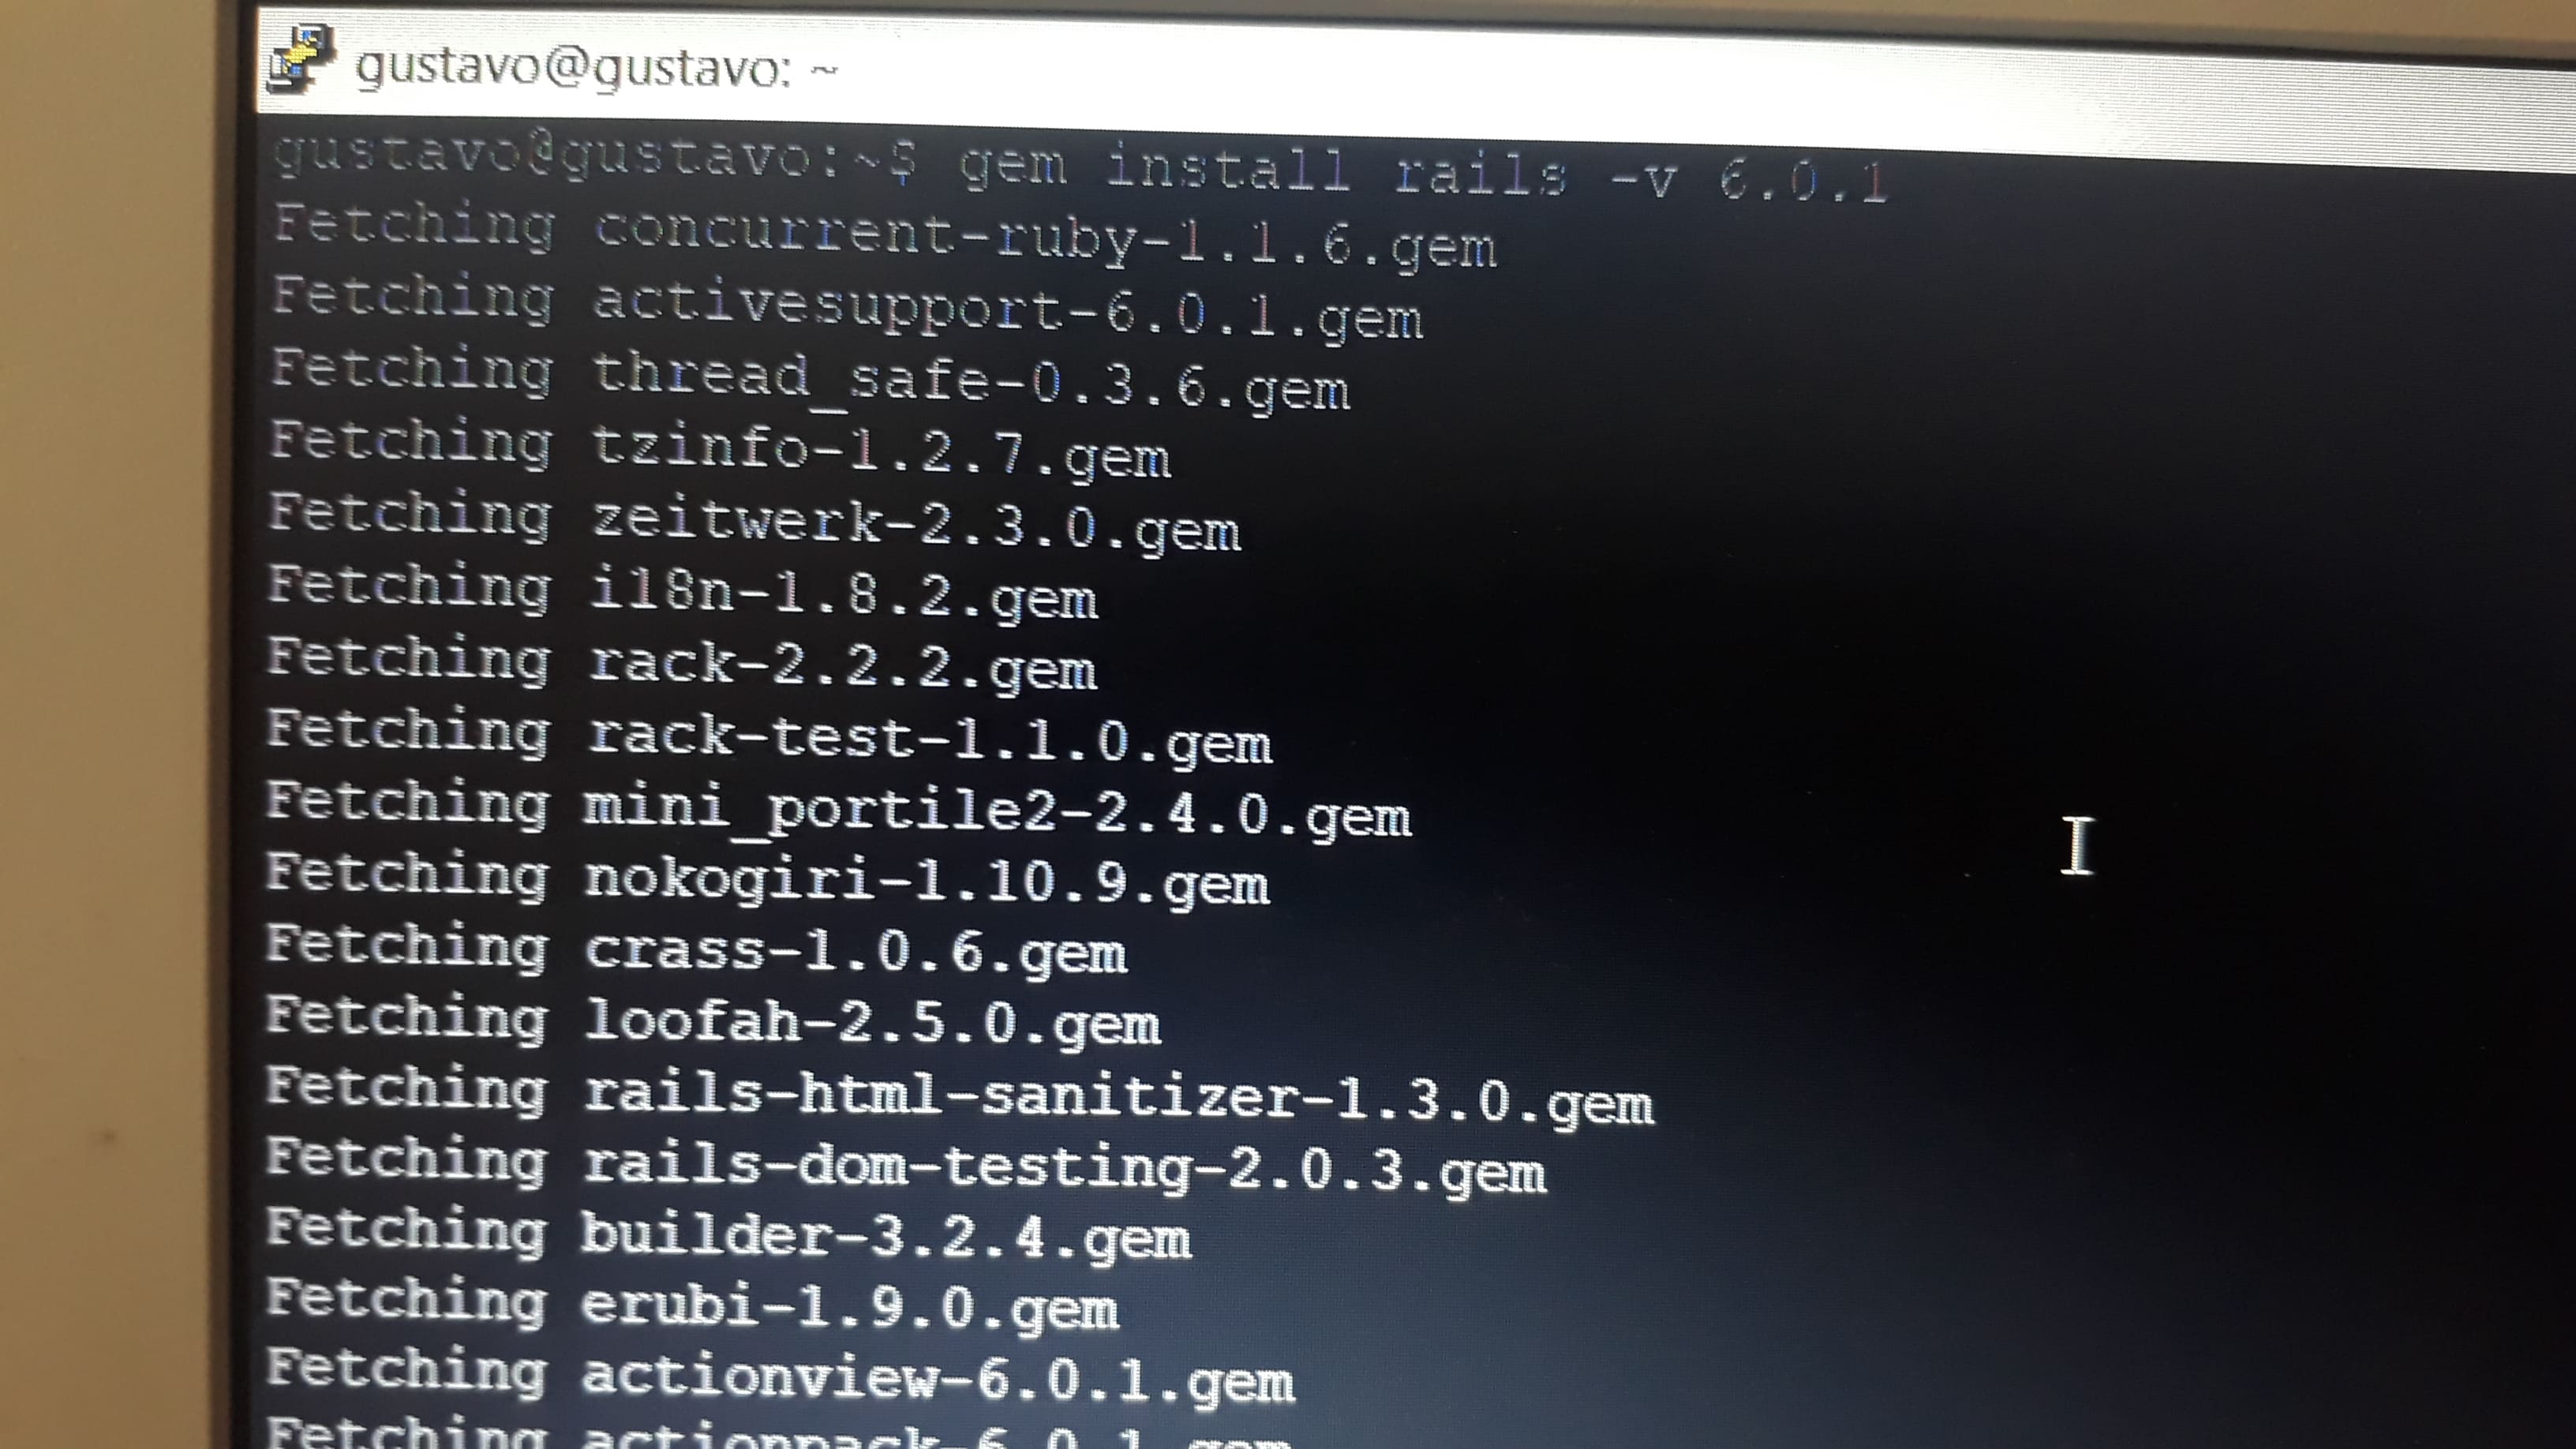 gustavo@gustavo: ~
gustavo@gustavo:~$ gem install rails -v 6.0.1
Fetching concurrent-ruby-1.1.6.gem
Fetching activesupport-6.0.1.gem
Fetching thread_safe-0.3.6.gem
Fetching tzinfo-1.2.7.gem
Fetching zeitwerk-2.3.0.gem
Fetching i18n-1.8.2.gem
Fetching rack-2.2.2.gem
Fetching rack-test-1.1.0.gem
Fetching mini_portile2-2.4.0.gem
Fetching nokogiri-1.10.9.gem
Fetching crass-1.0.6.gem
Fetching loofah-2.5.0.gem
Fetching rails-html-sanitizer-1.3.0.gem
Fetching rails-dom-testing-2.0.3.gem
Fetching builder-3.2.4.gem
Fetching erubi-1.9.0.gem
Fetching actionview-6.0.1.gem
Fetching actionpack-6.0.1.gem